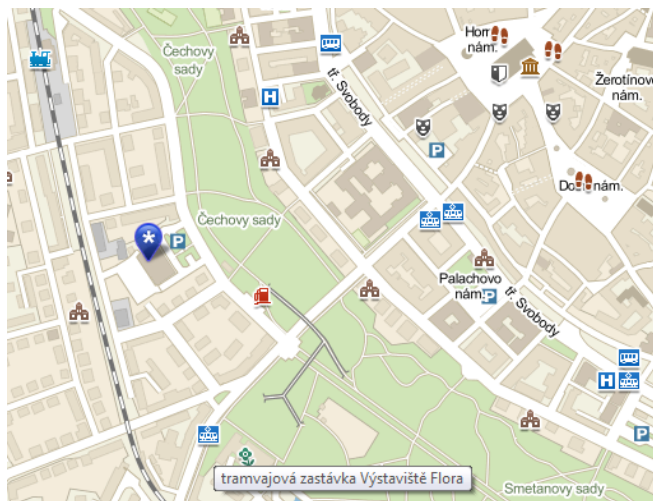 Čechovy
sady
Horní
nám.
Žerotínovo
nám.
tř. Svobody
H
P
Dolní nám.
Čechovy sady
*
P
Palachovo
nám.
P
tř. Svobody
H
P
tramvajová zastávka Výstaviště Flora
Smetanovy sady